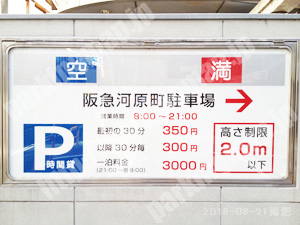 空 満
阪急河原町駐車場
営業時間 8:00～21:00
最初の30分 350円
以降30分毎 300円
一泊料金 3000円
(21:00～翌8:00)
P
時間貸
高さ制限
2.0m
以下
2018-08-21撮影